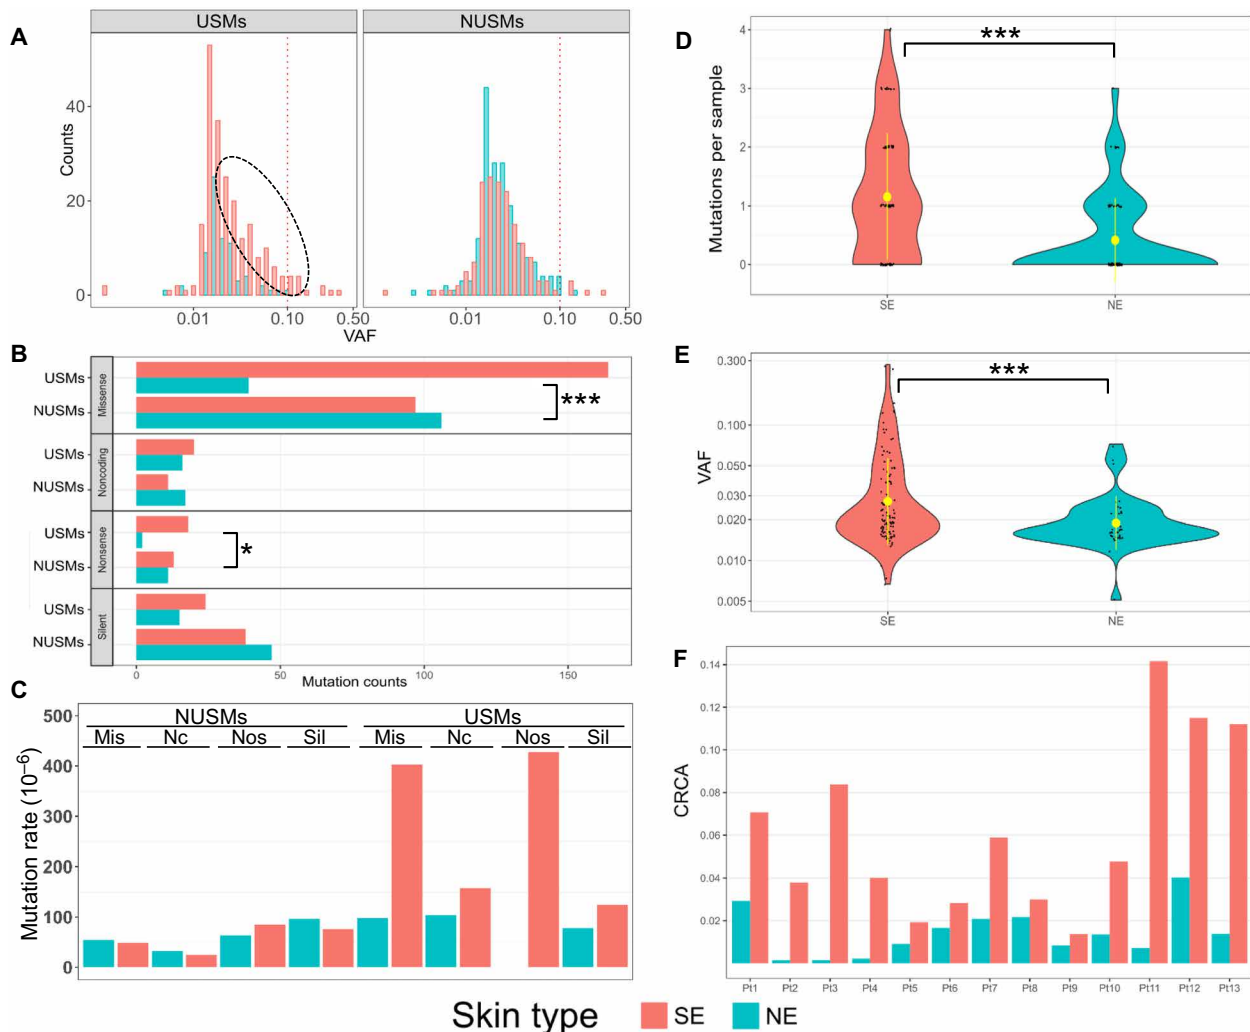 A
USMs
NUSMs
Counts
40
20
0
0.01
0.10
0.50
0.01
0.10
0.50
VAF
B
USMs
NUSMs
Missense
***
USMs
NUSMs
Noncoding
USMs
NUSMs
Nonsense
*
USMs
NUSMs
Silent
0
50
100
150
Mutation counts
C
NUSMs
USMs
Mis
Nc
Nos
Sil
Mis
Nc
Nos
Sil
Mutation rate (10⁻⁶)
500
400
300
200
100
0
D
***
Mutations per sample
4
3
2
1
0
SE
NE
E
***
VAF
0.300
0.100
0.050
0.030
0.020
0.010
0.005
SE
NE
F
CRCA
0.14
0.12
0.10
0.08
0.06
0.04
0.02
Pt1
Pt2
Pt3
Pt4
Pt5
Pt6
Pt7
Pt8
Pt9
Pt10
Pt11
Pt12
Pt13
Skin type SE NE